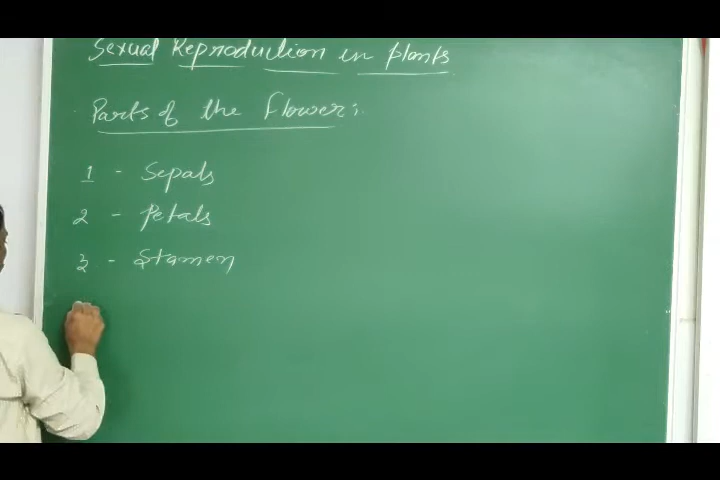 Sexual Reproduction in plants
Parts of the flower:
1 - Sepals
2 - Petals
3 - Stamen